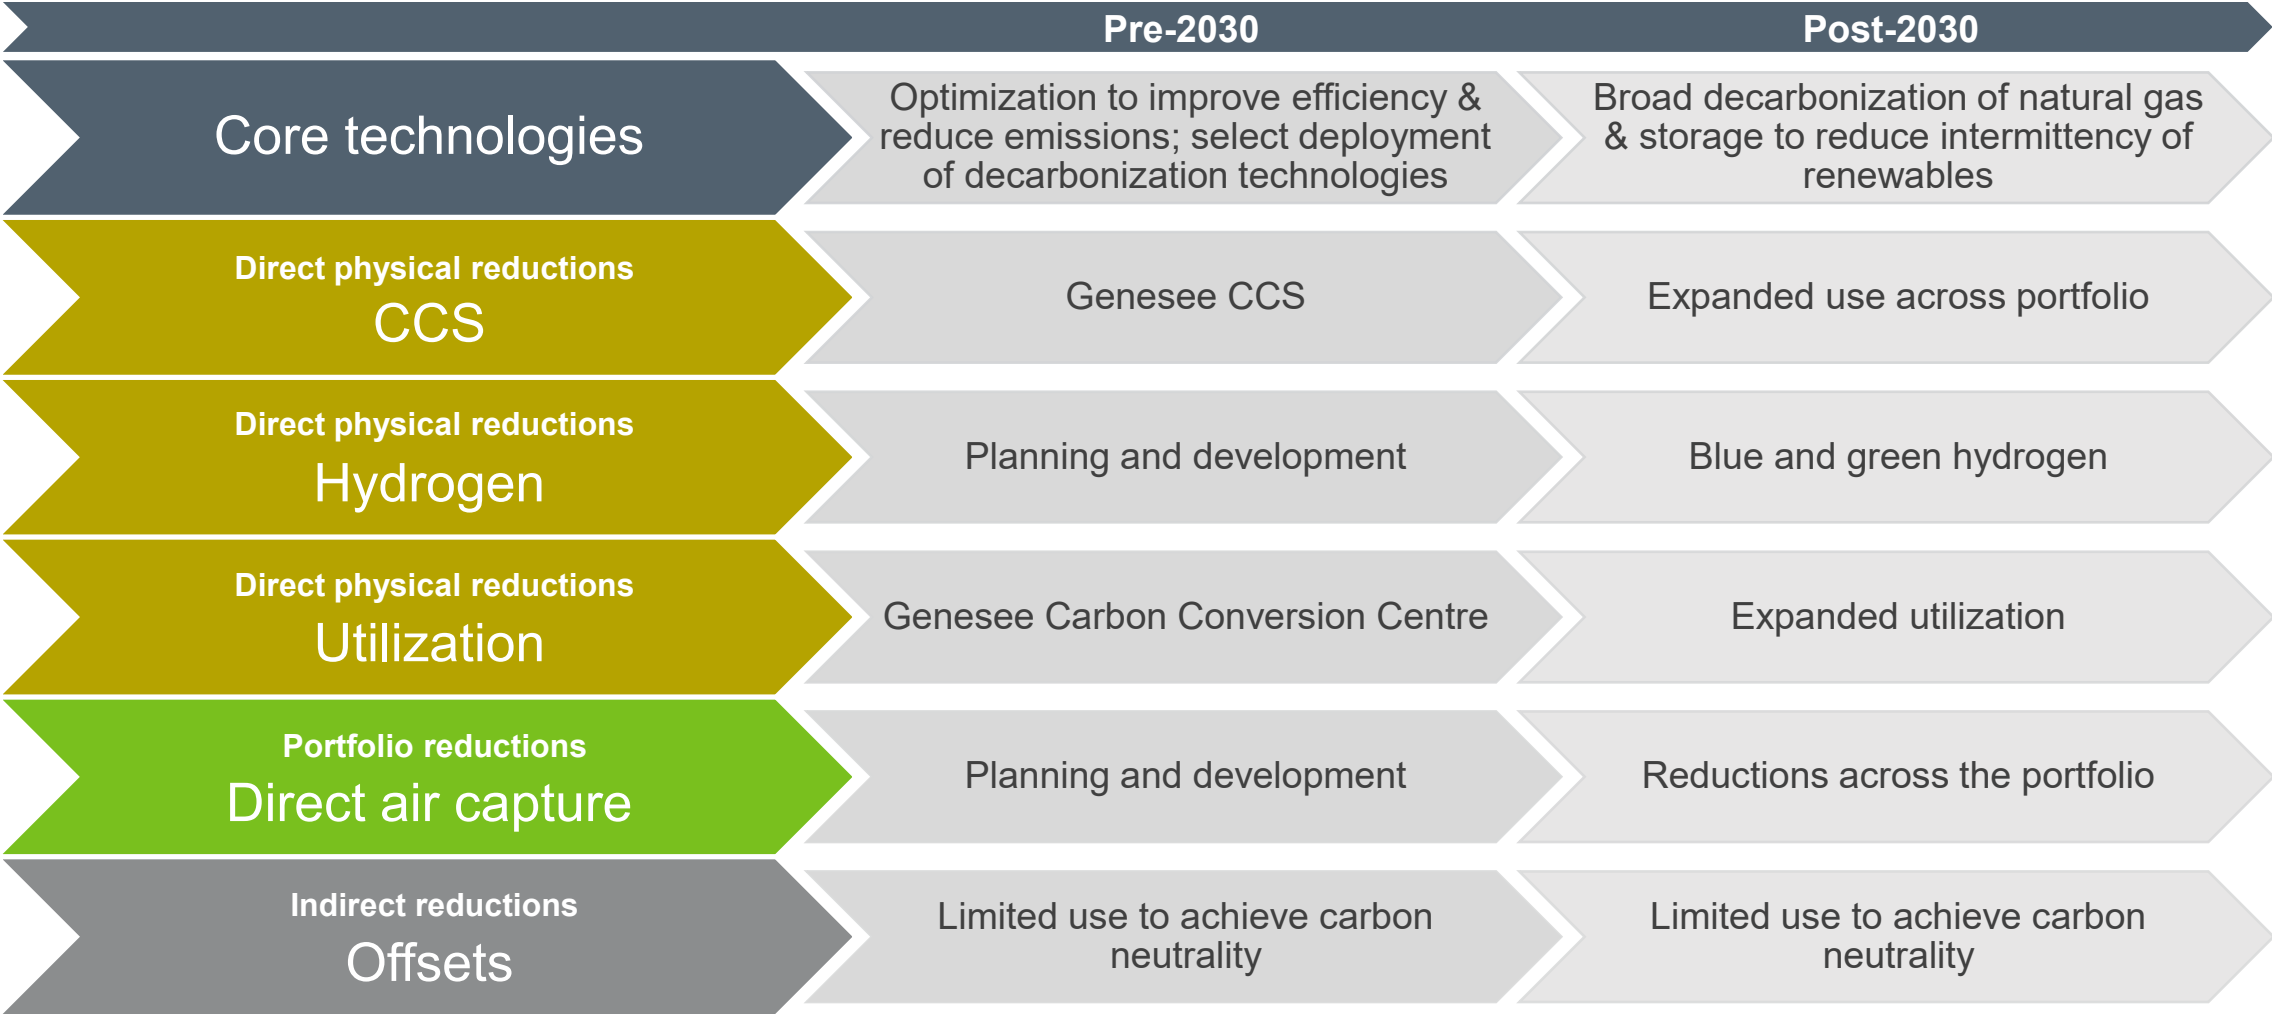 Pre-2030
Post-2030
Core technologies
Optimization to improve efficiency &
reduce emissions; select deployment
of decarbonization technologies
Broad decarbonization of natural gas
& storage to reduce intermittency of
renewables
Direct physical reductions
CCS
Genesee CCS
Expanded use across portfolio
Direct physical reductions
Hydrogen
Planning and development
Blue and green hydrogen
Direct physical reductions
Utilization
Genesee Carbon Conversion Centre
Expanded utilization
Portfolio reductions
Direct air capture
Planning and development
Reductions across the portfolio
Indirect reductions
Offsets
Limited use to achieve carbon
neutrality
Limited use to achieve carbon
neutrality